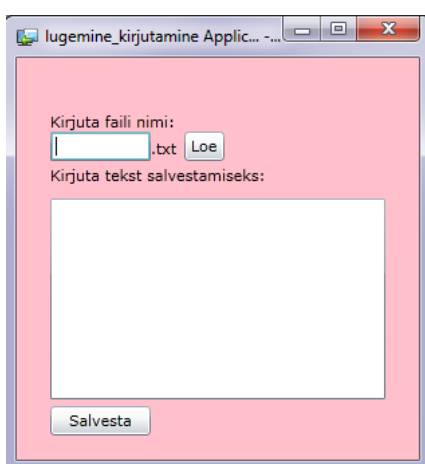 lugemine_kirjutamine Applic... -...
Kirjuta faili nimi:
.txt Loe
Kirjuta tekst salvestamiseks:
Salvesta